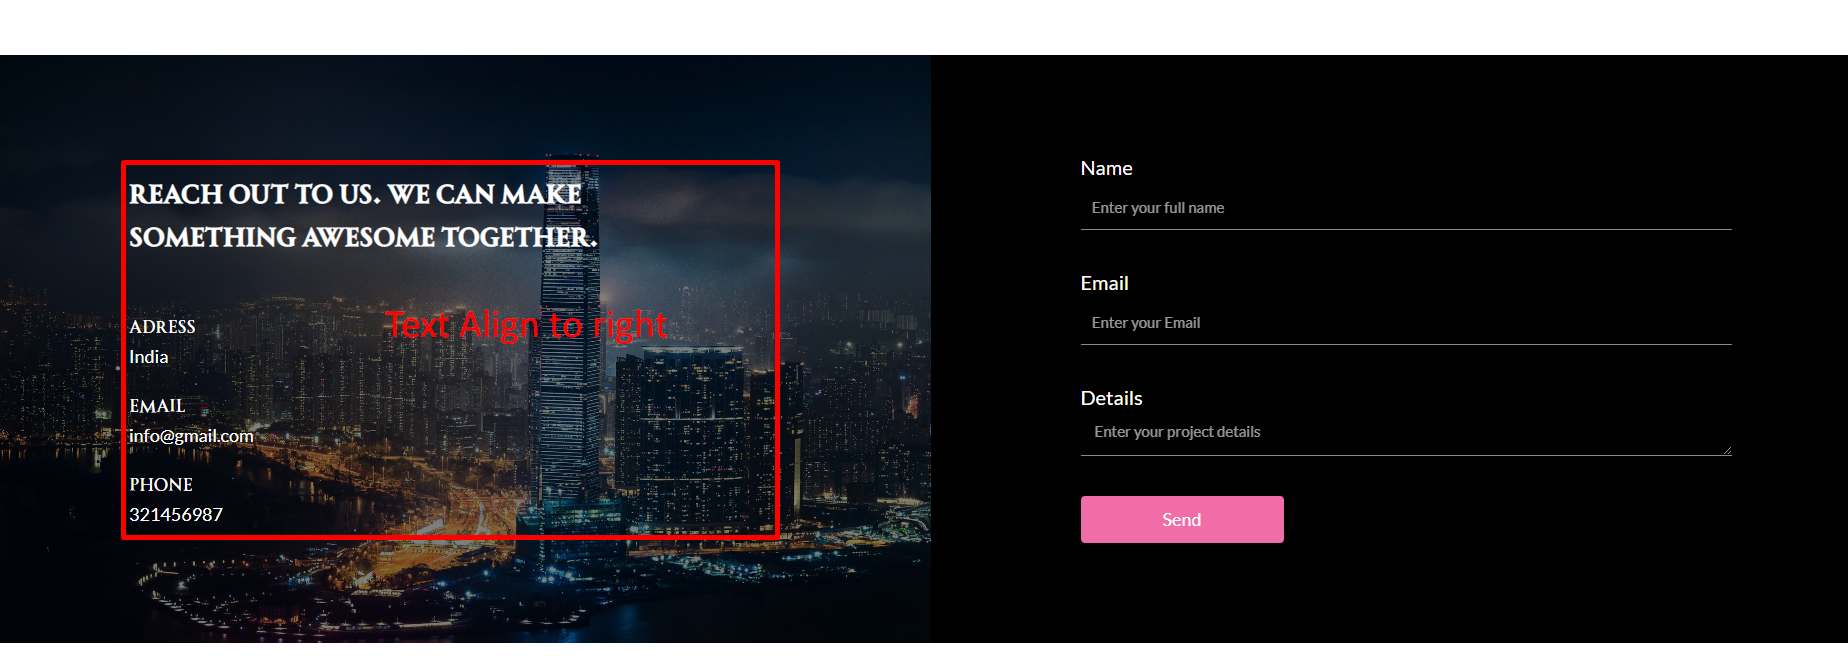 REACH OUT TO US. WE CAN MAKE
SOMETHING AWESOME TOGETHER.
Text Align to right
ADRESS
India
EMAIL
info@gmail.com
PHONE
321456987
Name
Enter your full name
Email
Enter your Email
Details
Enter your project details
Send